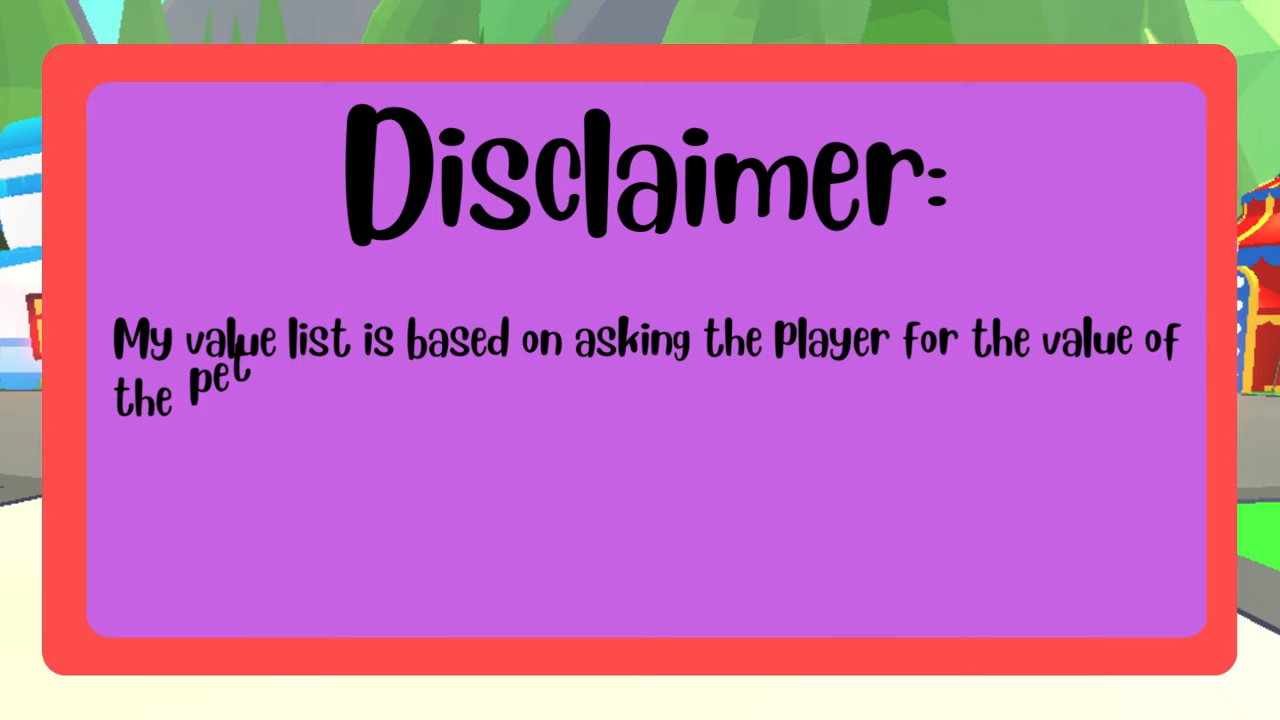 Disclaimer:
My value list is based on asking the Player for the value of
the pet